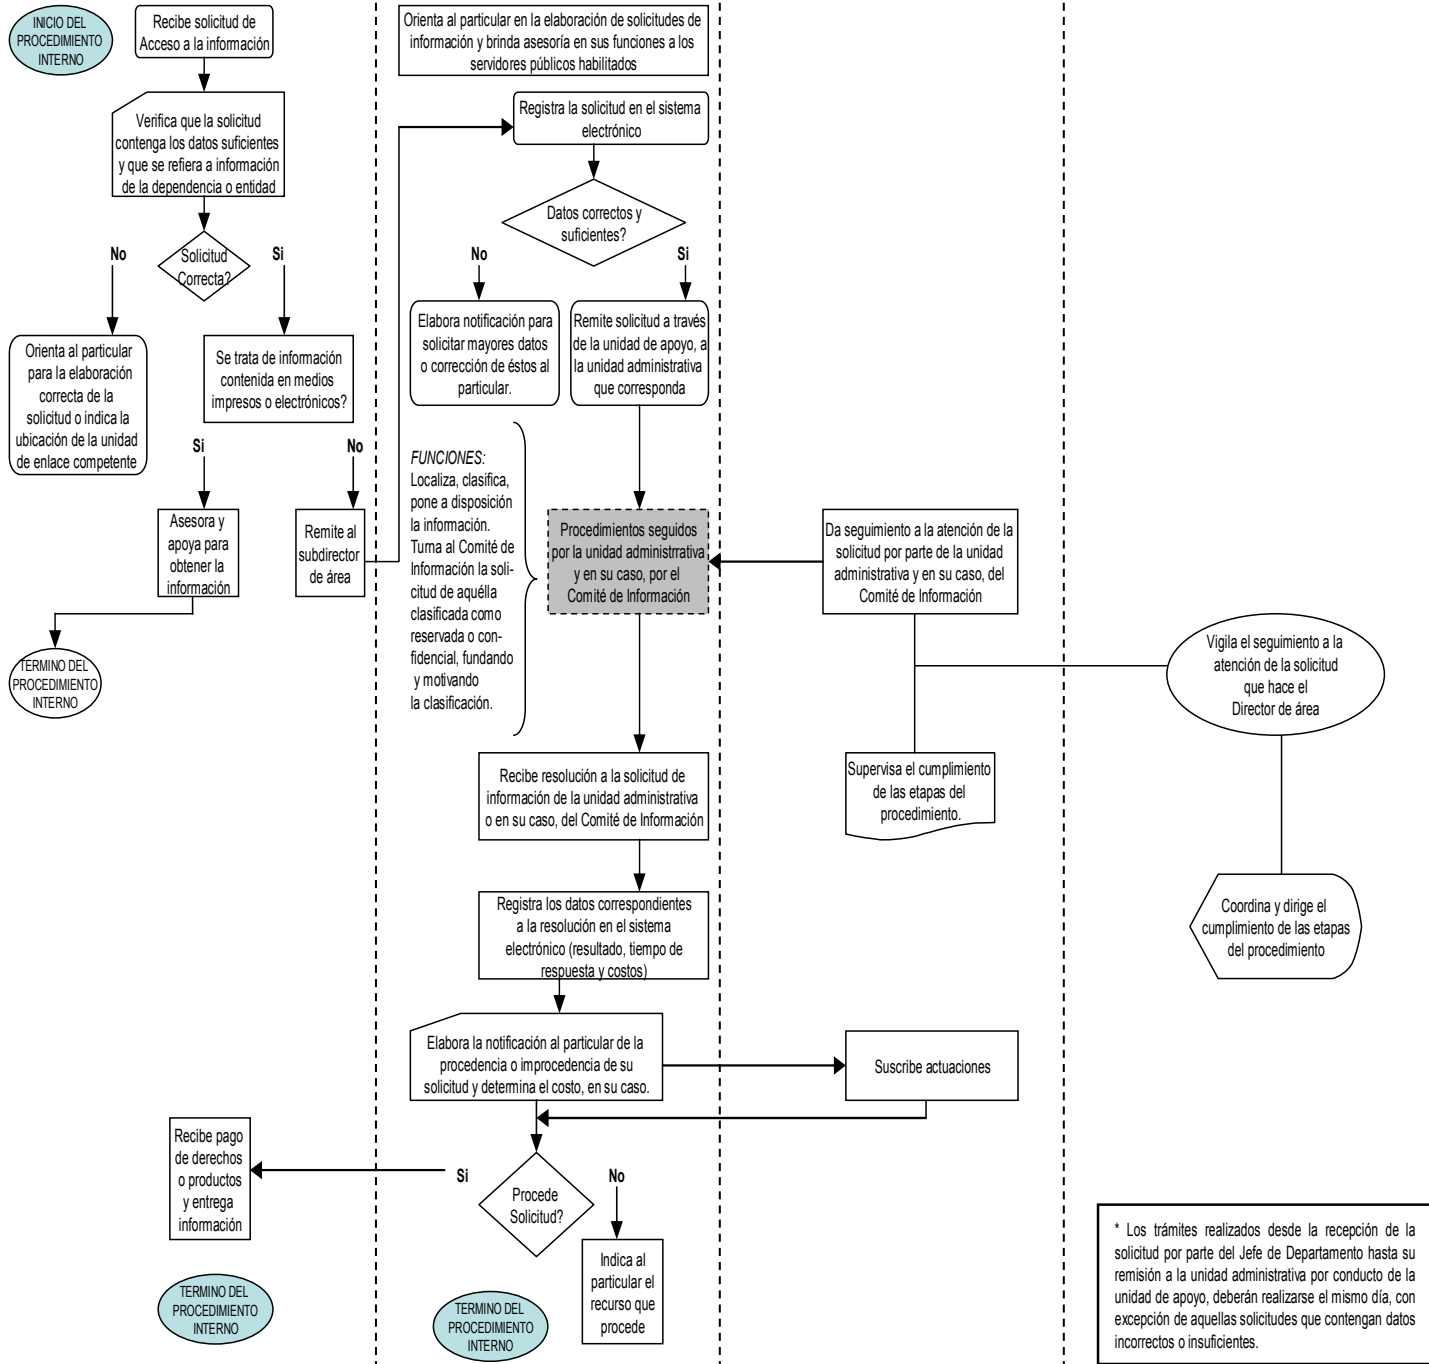 INICIO DEL
PROCEDIMIENTO
INTERNO
Recibe solicitud de
Acceso a la información
Verifica que la solicitud
contenga los datos suficientes
y que se refiera a información
de la dependencia o entidad
Solicitud
Correcta?
No
Si
Orienta al particular
para la elaboración
correcta de la
solicitud o indica la
ubicación de la unidad
de enlace competente
Se trata de información
contenida en medios
impresos o electrónicos?
Si
No
Asesora y
apoya para
obtener la
información
Remite al
subdirector
de área
TERMINO DEL
PROCEDIMIENTO
INTERNO
Orienta al particular en la elaboración de solicitudes de
información y brinda asesoría en sus funciones a los
servidores públicos habilitados
Registra la solicitud en el sistema
electrónico
Datos correctos y
suficientes?
No
Si
Elabora notificación para
solicitar mayores datos
o corrección de éstos al
particular.
Remite solicitud a través
de la unidad de apoyo, a
la unidad administrativa
que corresponda
FUNCIONES:
Localiza, clasifica,
pone a disposición
la información.
Turna al Comité de
Información la soli-
citud de aquélla
clasificada como
reservada o con-
fidencial, fundando
y motivando
la clasificación.
Procedimientos seguidos
por la unidad administrrativa
y en su caso, por el
Comité de Información
Da seguimiento a la atención de la
solicitud por parte de la unidad
administrativa y en su caso, del
Comité de Información
Vigila el seguimiento a la
atención de la solicitud
que hace el
Director de área
Recibe resolución a la solicitud de
información de la unidad administrativa
o en su caso, del Comité de Información
Supervisa el cumplimiento
de las etapas del
procedimiento.
Registra los datos correspondientes
a la resolución en el sistema
electrónico (resultado, tiempo de
respuesta y costos)
Coordina y dirige el
cumplimiento de las etapas
del procedimiento
Elabora la notificación al particular de la
procedencia o improcedencia de su
solicitud y determina el costo, en su caso.
Suscribe actuaciones
Recibe pago
de derechos
o productos
y entrega
información
Si
Procede
Solicitud?
No
Indica al
particular el
recurso que
procede
TERMINO DEL
PROCEDIMIENTO
INTERNO
TERMINO DEL
PROCEDIMIENTO
INTERNO
* Los trámites realizados desde la recepción de la
solicitud por parte del Jefe de Departamento hasta su
remisión a la unidad administrativa por conducto de la
unidad de apoyo, deberán realizarse el mismo día, con
excepción de aquellas solicitudes que contengan datos
incorrectos o insuficientes.